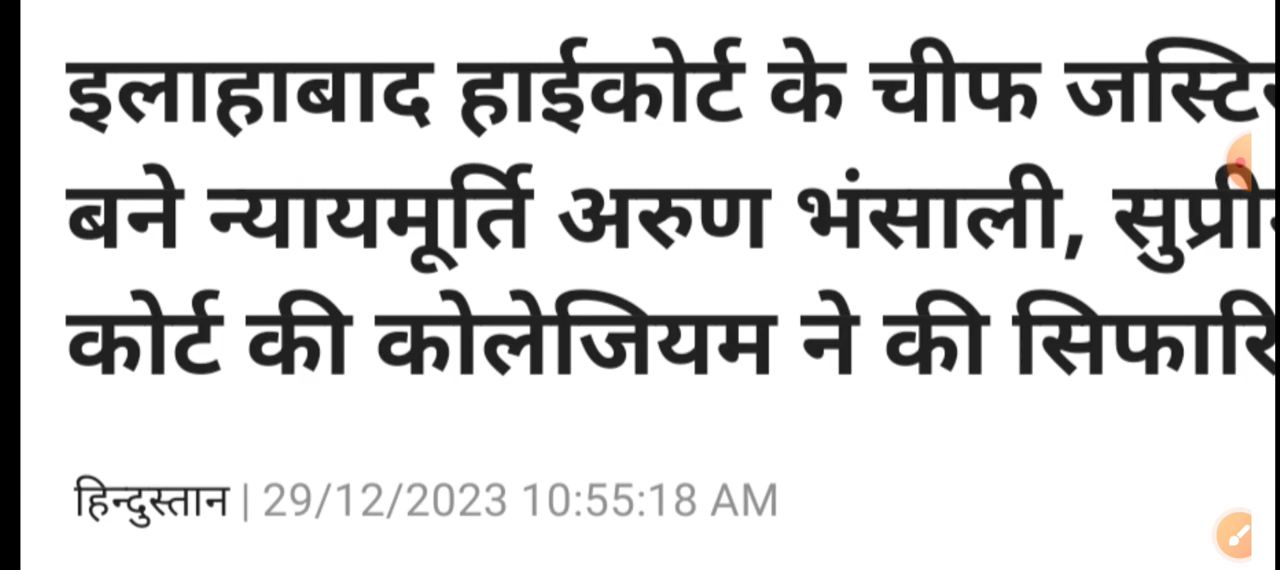 इलाहाबाद हाईकोर्ट के चीफ
बने न्यायमूर्ति अरुण भंसाली,
कोर्ट की कोलेजियम ने की
हिन्दुस्तान | 29/12/2023 10:55:18 AM